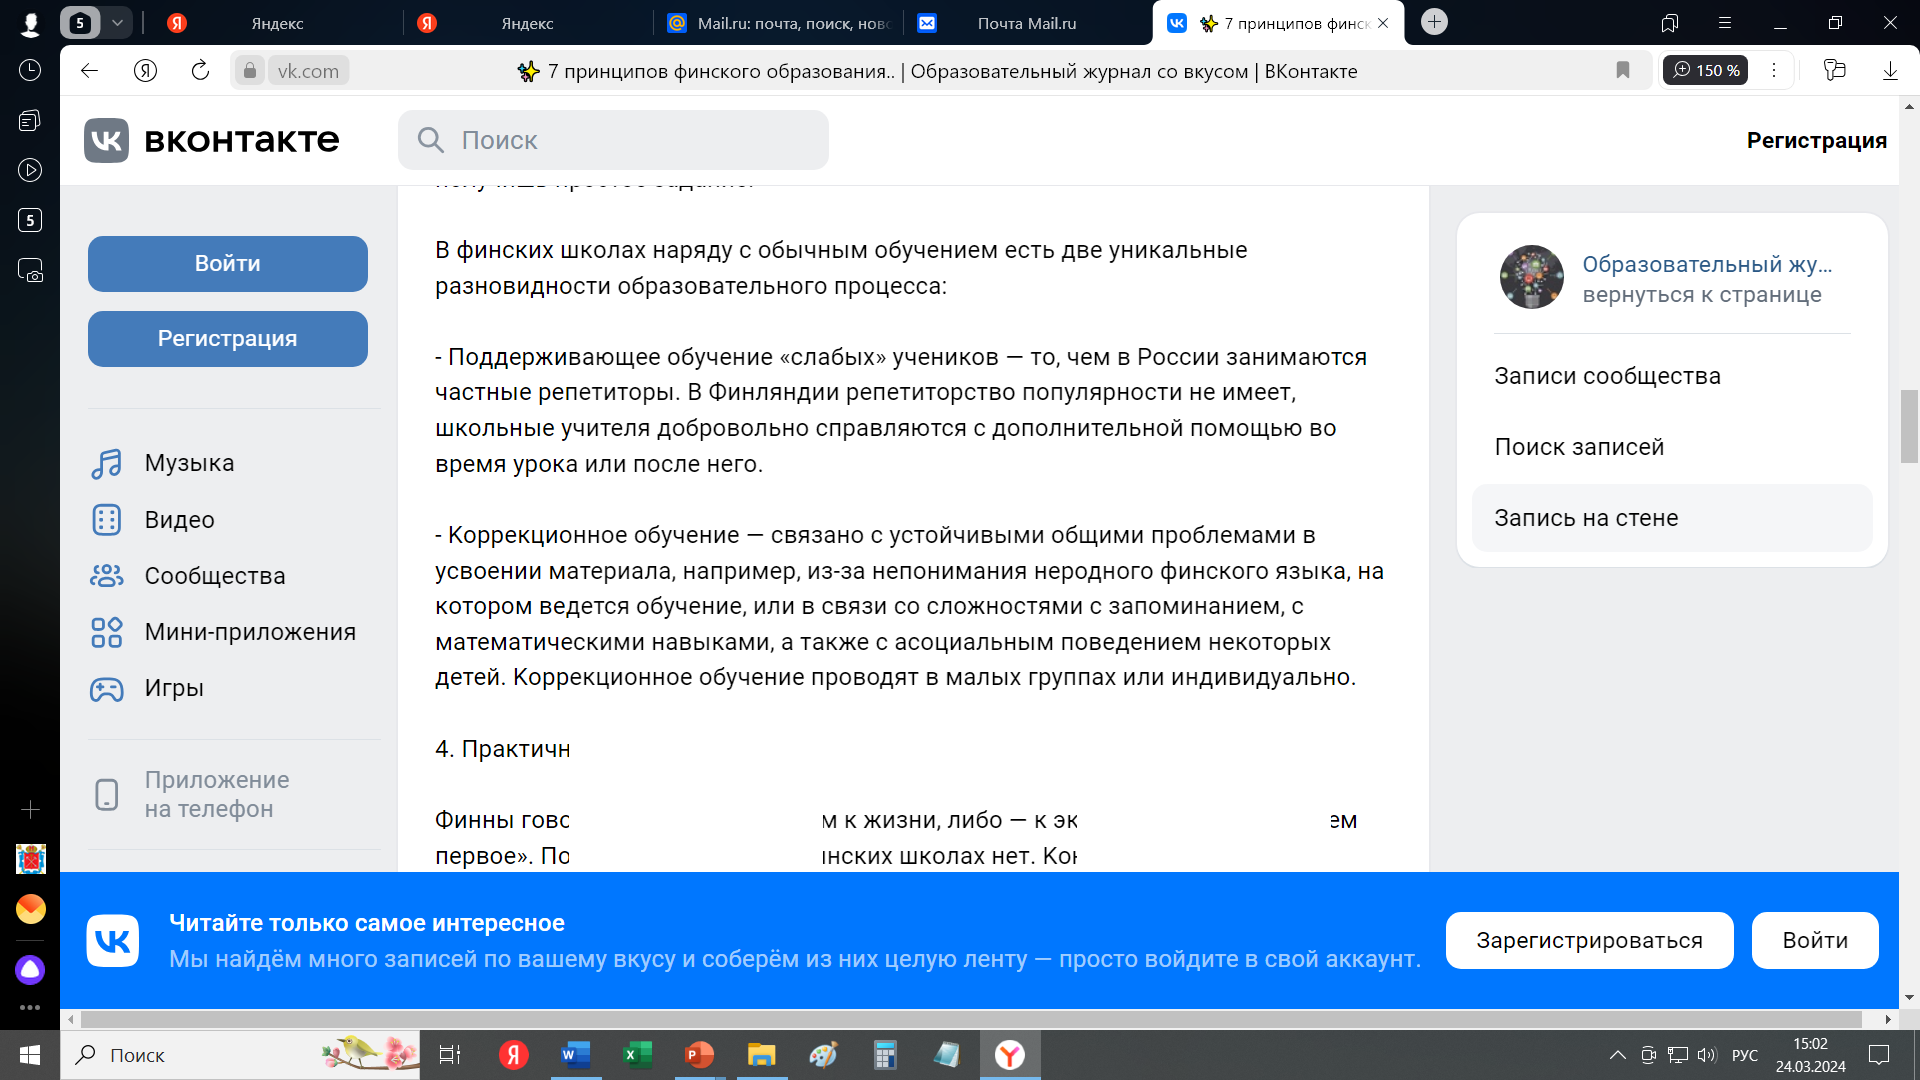 5
Яндекс
Яндекс
Mail.ru: почта, поиск, нов
Почта Mail.ru
7 принципов финск
vk.com
7 принципов финского образования.. | Образовательный журнал со вкусом | ВКонтакте
150 %
5
вконтакте
Поиск
Регистрация
Войти
Регистрация
Музыка
Видео
Сообщества
Мини-приложения
Игры
Приложение
на телефон
В финских школах наряду с обычным обучением есть две уникальные
разновидности образовательного процесса:
- Поддерживающее обучение «слабых» учеников — то, чем в России занимаются
частные репетиторы. В Финляндии репетиторство популярности не имеет,
школьные учителя добровольно справляются с дополнительной помощью во
время урока или после него.
- Коррекционное обучение — связано с устойчивыми общими проблемами в
усвоении материала, например, из-за непонимания неродного финского языка, на
котором ведется обучение, или в связи со сложностями с запоминанием, с
математическими навыками, а также с асоциальным поведением некоторых
детей. Коррекционное обучение проводят в малых группах или индивидуально.
4. Практичн
Финны гово м к жизни, либо — к эк ем
первое». По инских школах нет. Кон
Образовательный жу...
вернуться к странице
Записи сообщества
Поиск записей
Запись на стене
Читайте только самое интересное
Мы найдём много записей по вашему вкусу и соберём из них целую ленту — просто войдите в свой аккаунт.
Зарегистрироваться
Войти
Поиск
РУС
15:02
24.03.2024